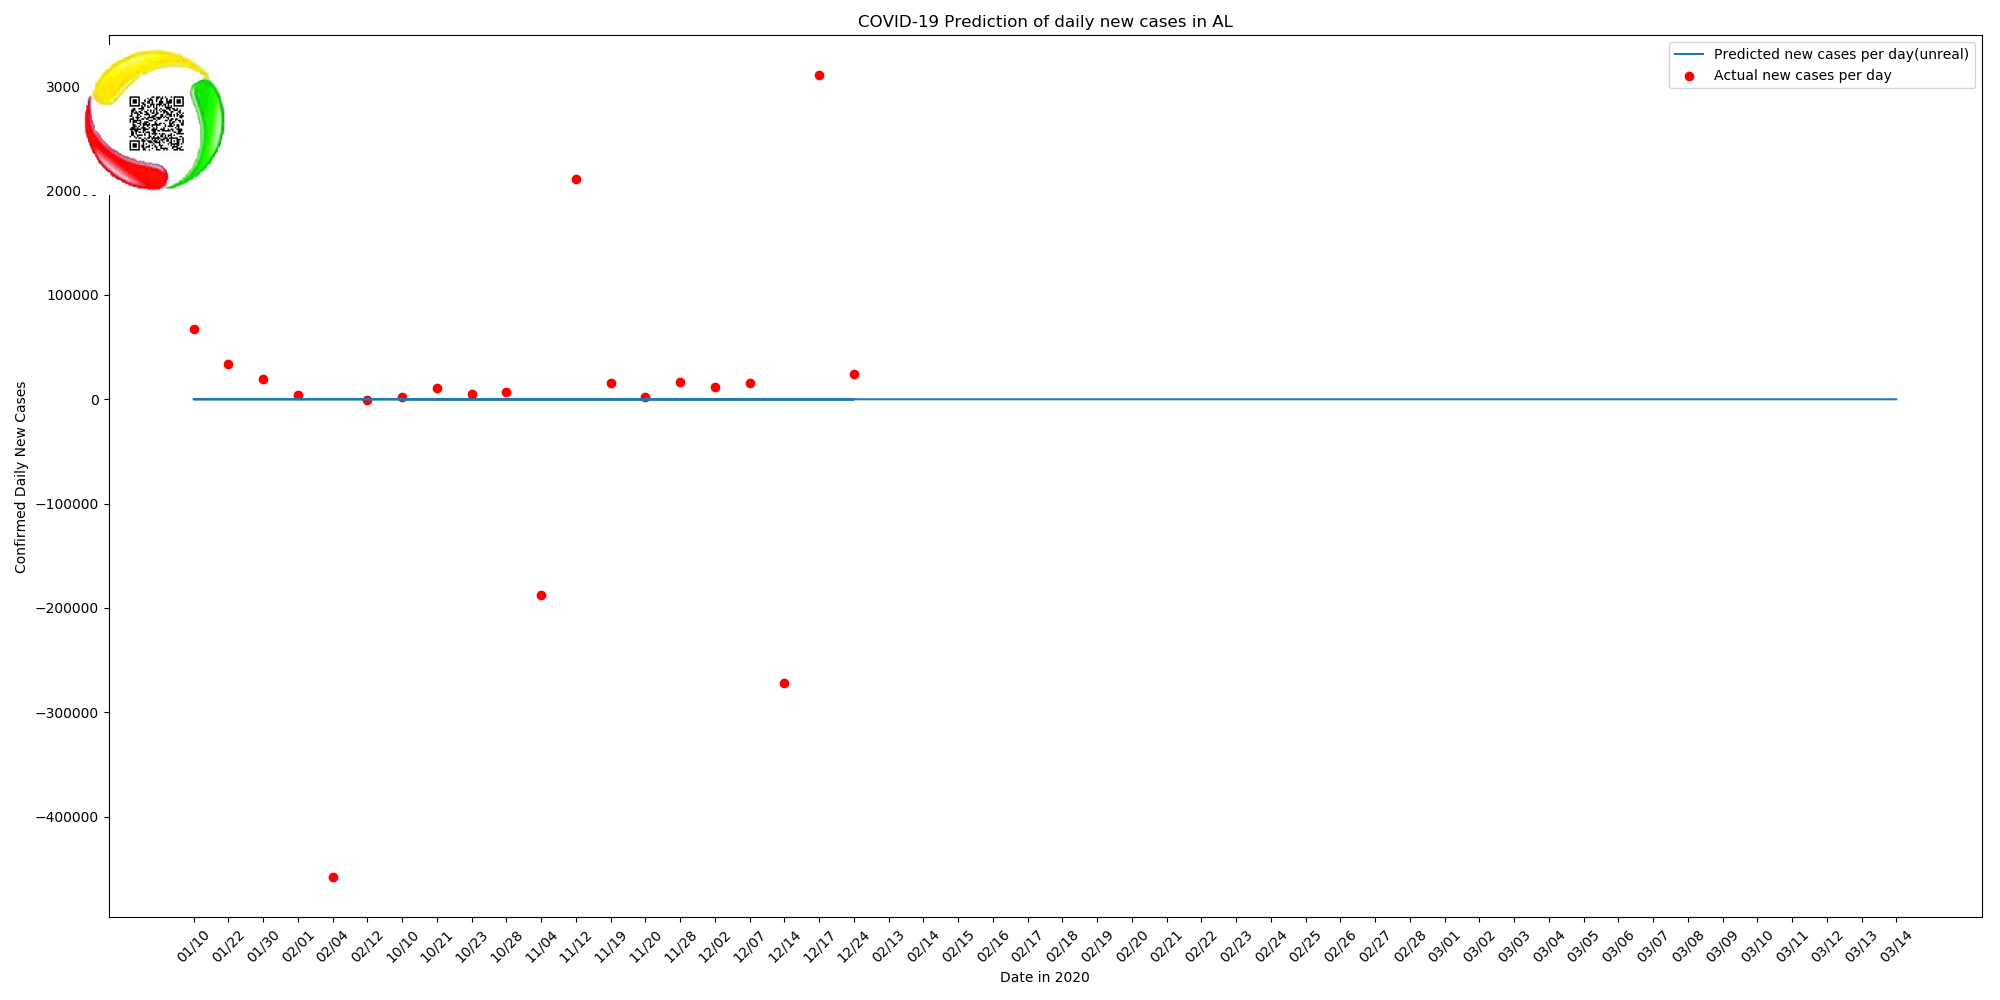 COVID-19 Prediction of daily new cases in AL
Predicted new cases per day(unreal)
Actual new cases per day
3000
2000
100000
0
−100000
−200000
−300000
−400000
Confirmed Daily New Cases
01/10 01/22 01/30 02/01 02/04 02/12 10/10 10/21 10/23 10/28 11/04 11/12 11/19 11/20 11/28 12/02 12/07 12/14 12/17 12/24 02/13 02/14 02/15 02/16 02/17 02/18 02/19 02/20 02/21 02/22 02/23 02/24 02/25 02/26 02/27 02/28 03/01 03/02 03/03 03/04 03/05 03/06 03/07 03/08 03/09 03/10 03/11 03/12 03/13 03/14
Date in 2020